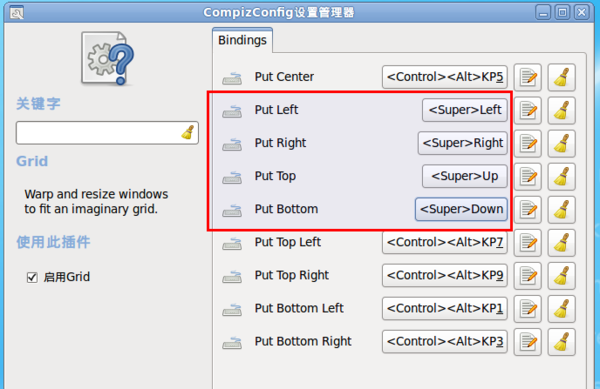 CompizConfig设置管理器
关键字
Grid
Warp and resize windows
to fit an imaginary grid.
使用此插件
启用Grid
Bindings
Put Center <Control><Alt>KP5
Put Left <Super>Left
Put Right <Super>Right
Put Top <Super>Up
Put Bottom <Super>Down
Put Top Left <Control><Alt>KP7
Put Top Right <Control><Alt>KP9
Put Bottom Left <Control><Alt>KP1
Put Bottom Right <Control><Alt>KP3